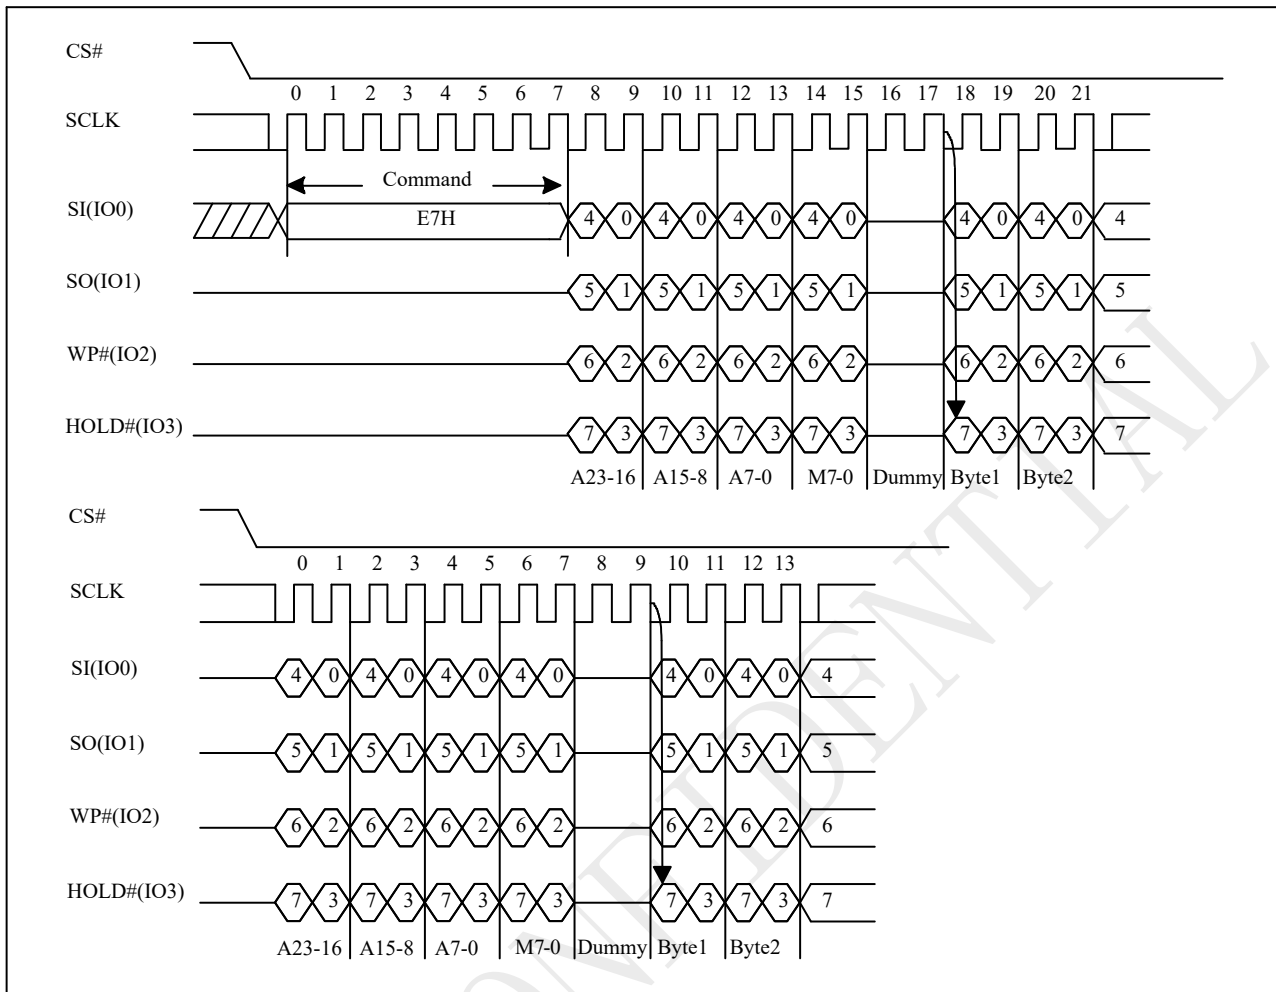 CS#
0 1 2 3 4 5 6 7 8 9 10 11 12 13 14 15 16 17 18 19 20 21
SCLK
Command
SI(IO0) E7H 4 0 4 0 4 0 4 0 4 0 4 0 4
SO(IO1) 5 1 5 1 5 1 5 1 5 1 5 1 5
WP#(IO2) 6 2 6 2 6 2 6 2 6 2 6 2 6
HOLD#(IO3) 7 3 7 3 7 3 7 3 7 3 7 3 7
A23-16 A15-8 A7-0 M7-0 Dummy Byte1 Byte2
CS#
0 1 2 3 4 5 6 7 8 9 10 11 12 13
SCLK
SI(IO0) 4 0 4 0 4 0 4 0 4 0 4 0 4
SO(IO1) 5 1 5 1 5 1 5 1 5 1 5 1 5
WP#(IO2) 6 2 6 2 6 2 6 2 6 2 6 2 6
HOLD#(IO3) 7 3 7 3 7 3 7 3 7 3 7 3 7
A23-16 A15-8 A7-0 M7-0 Dummy Byte1 Byte2